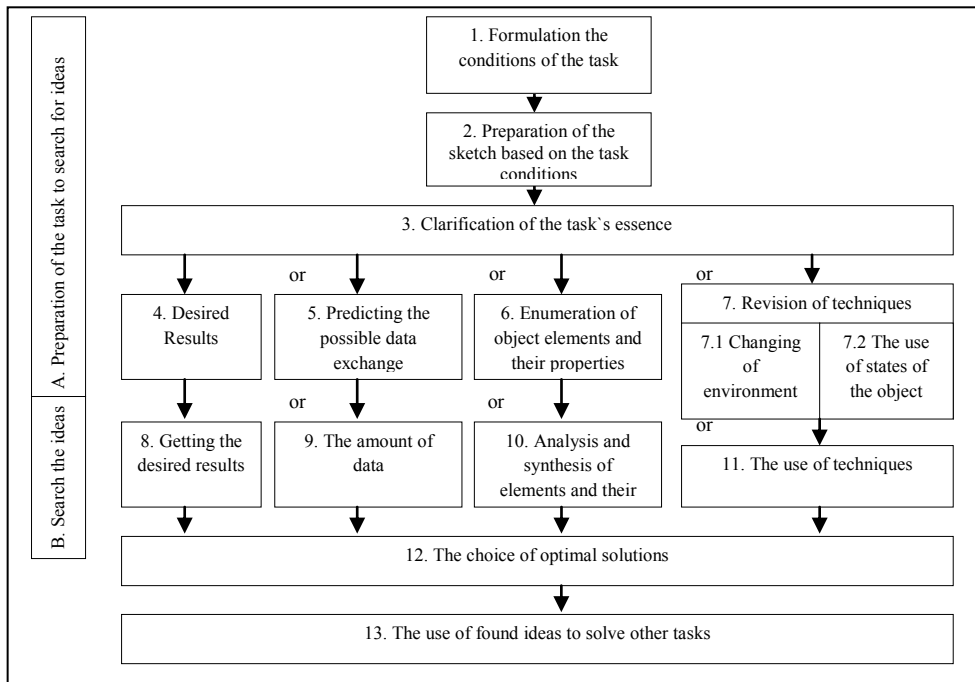 A. Preparation of the task to search for ideas
B. Search the ideas
1. Formulation the
conditions of the task
2. Preparation of the
sketch based on the task
conditions
3. Clarification of the task`s essence
or
or
or
4. Desired
Results
5. Predicting the
possible data
exchange
6. Enumeration of
object elements and
their properties
7. Revision of techniques
7.1 Changing
of
environment
7.2 The use
of states of
the object
or
or
or
8. Getting the
desired results
9. The amount of
data
10. Analysis and
synthesis of
elements and their
11. The use of techniques
12. The choice of optimal solutions
13. The use of found ideas to solve other tasks